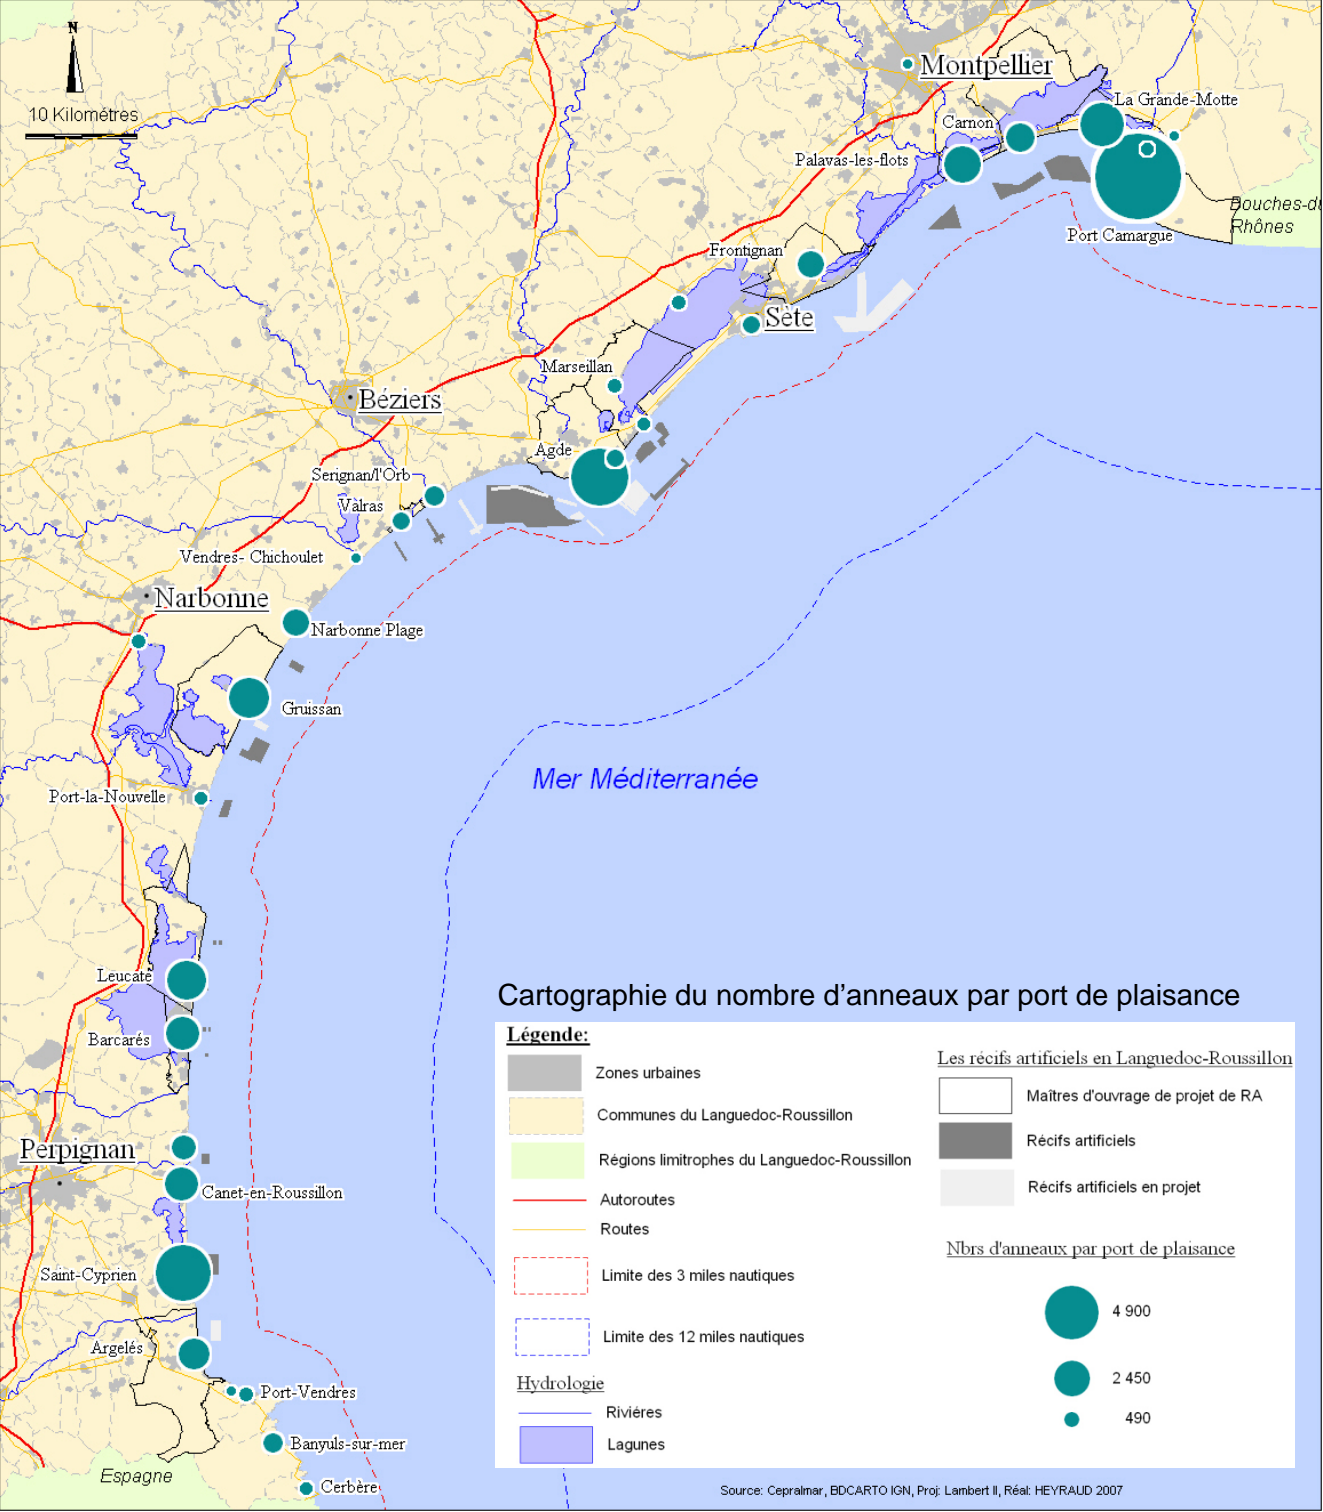 N
10 Kilométres
Montpellier
La Grande-Motte
Carnon
Palavas-les-flots
Bouches-du
Rhônes
Port Camargue
Frontignan
Sète
Marseillan
Béziers
Agde
Serignan/l'Orb
Valras
Vendres- Chichoulet
Narbonne
Narbonne Plage
Gruissan
Mer Méditerranée
Port-la-Nouvelle
Leucate
Barcarés
Perpignan
Canet-en-Roussillon
Saint-Cyprien
Argelés
Port-Vendres
Banyuls-sur-mer
Espagne
Cerbère
Cartographie du nombre d'anneaux par port de plaisance
Légende:
Zones urbaines
Communes du Languedoc-Roussillon
Régions limitrophes du Languedoc-Roussillon
Autoroutes
Routes
Limite des 3 miles nautiques
Limite des 12 miles nautiques
Hydrologie
Riviéres
Lagunes
Les récifs artificiels en Languedoc-Roussillon
Maîtres d'ouvrage de projet de RA
Récifs artificiels
Récifs artificiels en projet
Nbrs d'anneaux par port de plaisance
4 900
2 450
490
Source: Cepralmar, BDCARTO IGN, Proj: Lambert II, Réal: HEYRAUD 2007